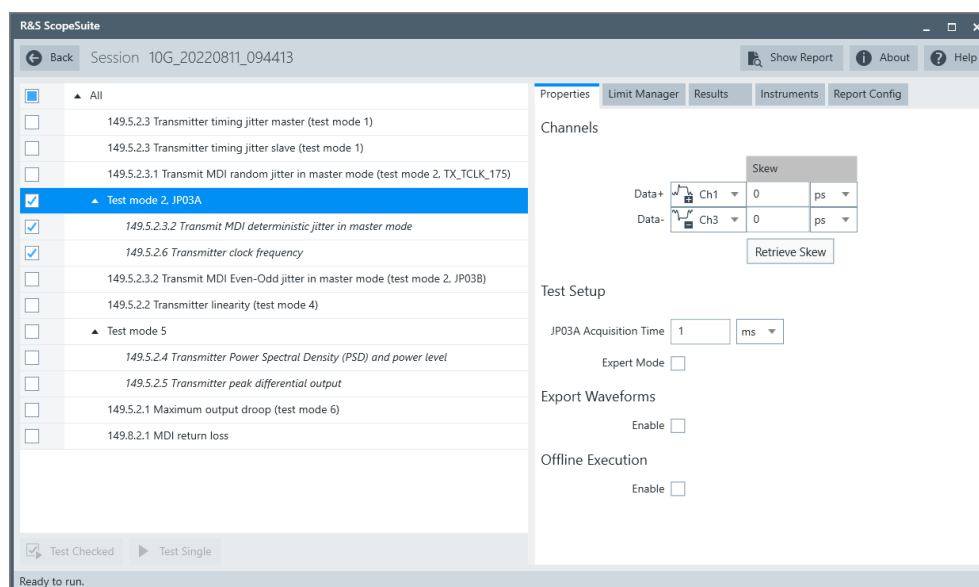 R&S ScopeSuite
Back Session 10G_20220811_094413 Show Report About Help
All
149.5.2.3 Transmitter timing jitter master (test mode 1)
149.5.2.3 Transmitter timing jitter slave (test mode 1)
149.5.2.3.1 Transmit MDI random jitter in master mode (test mode 2, TX_TCLK_175)
Test mode 2, JP03A
149.5.2.3.2 Transmit MDI deterministic jitter in master mode
149.5.2.6 Transmitter clock frequency
149.5.2.3.2 Transmit MDI Even-Odd jitter in master mode (test mode 2, JP03B)
149.5.2.2 Transmitter linearity (test mode 4)
Test mode 5
149.5.2.4 Transmitter Power Spectral Density (PSD) and power level
149.5.2.5 Transmitter peak differential output
149.5.2.1 Maximum output droop (test mode 6)
149.8.2.1 MDI return loss
Test Checked Test Single
Properties Limit Manager Results Instruments Report Config
Channels
Skew
Data+ Ch1 0 ps
Data- Ch3 0 ps
Retrieve Skew
Test Setup
JP03A Acquisition Time 1 ms
Expert Mode
Export Waveforms
Enable
Offline Execution
Enable
Ready to run.